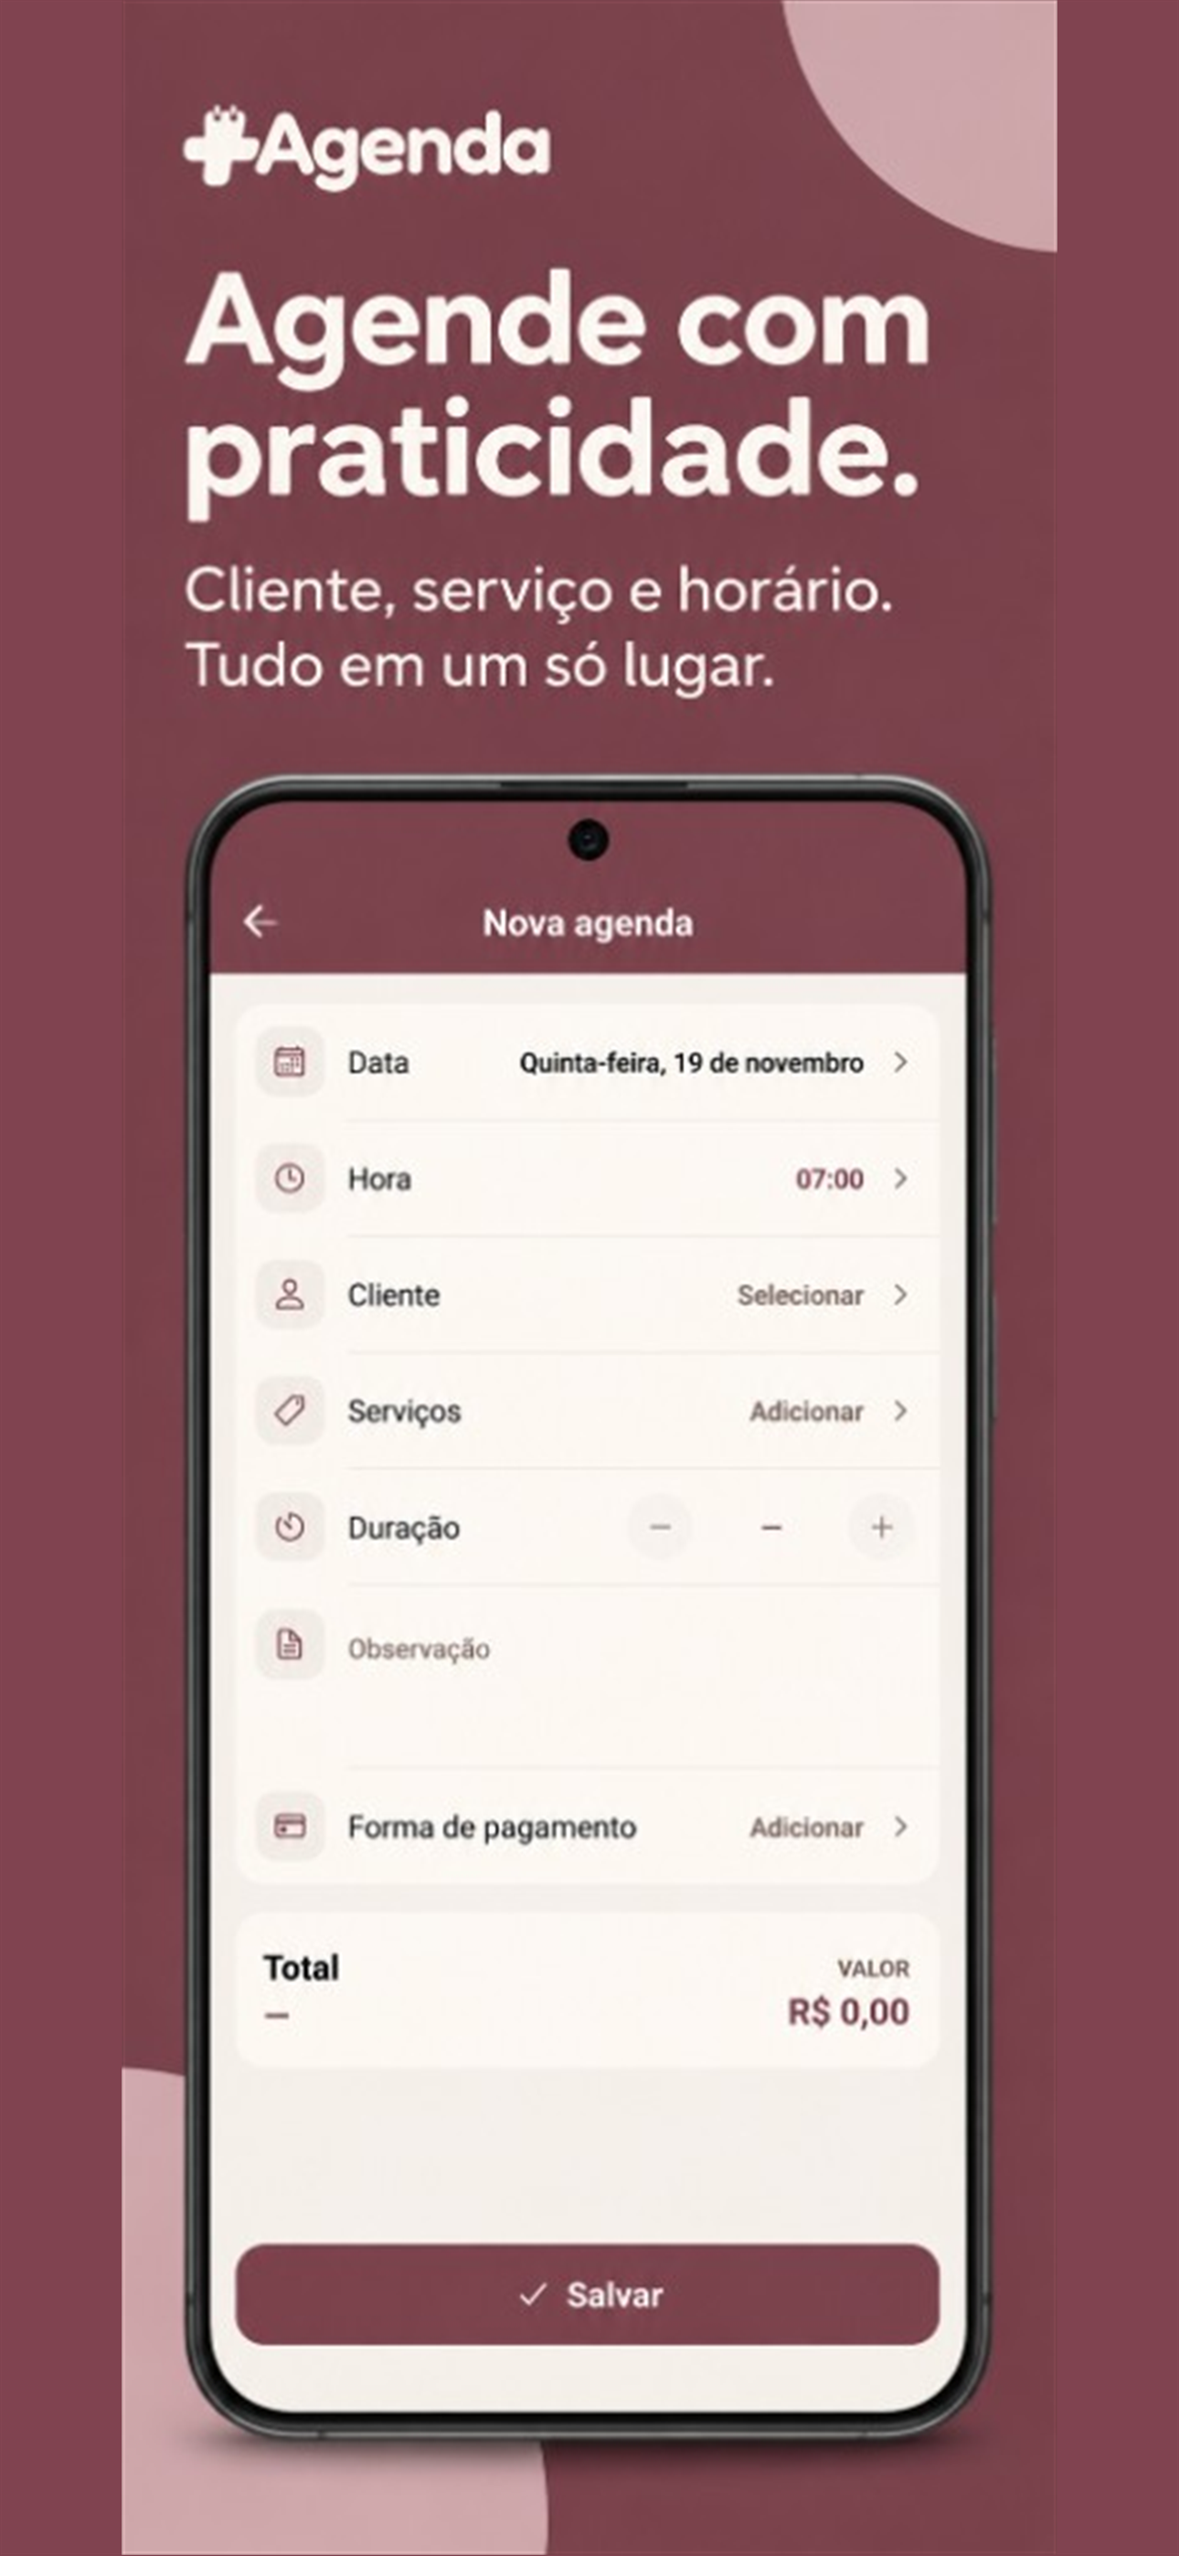 Agenda
Agende com
praticidade.
Cliente, serviço e horário.
Tudo em um só lugar.
Nova agenda
Data Quinta-feira, 19 de novembro
Hora 07:00
Cliente Selecionar
Serviços Adicionar
Duração − – +
Observação
Forma de pagamento Adicionar
Total VALOR
– R$ 0,00
Salvar